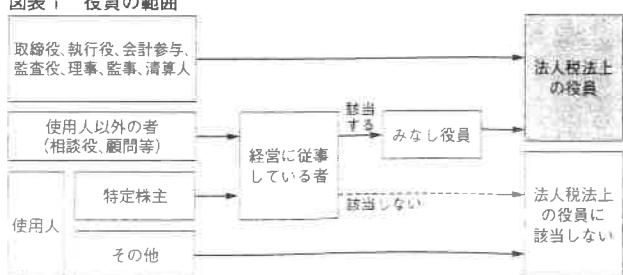 図表1 役員の範囲
取締役、執行役、会計参与、
監査役、理事、監事、清算人
法人税法上
の役員
使用人以外の者
(相談役、顧問等)
経営に従事
している者
該当
する
みなし役員
使用人
特定株主
該当しない
法人税法上
の役員に
該当しない
その他